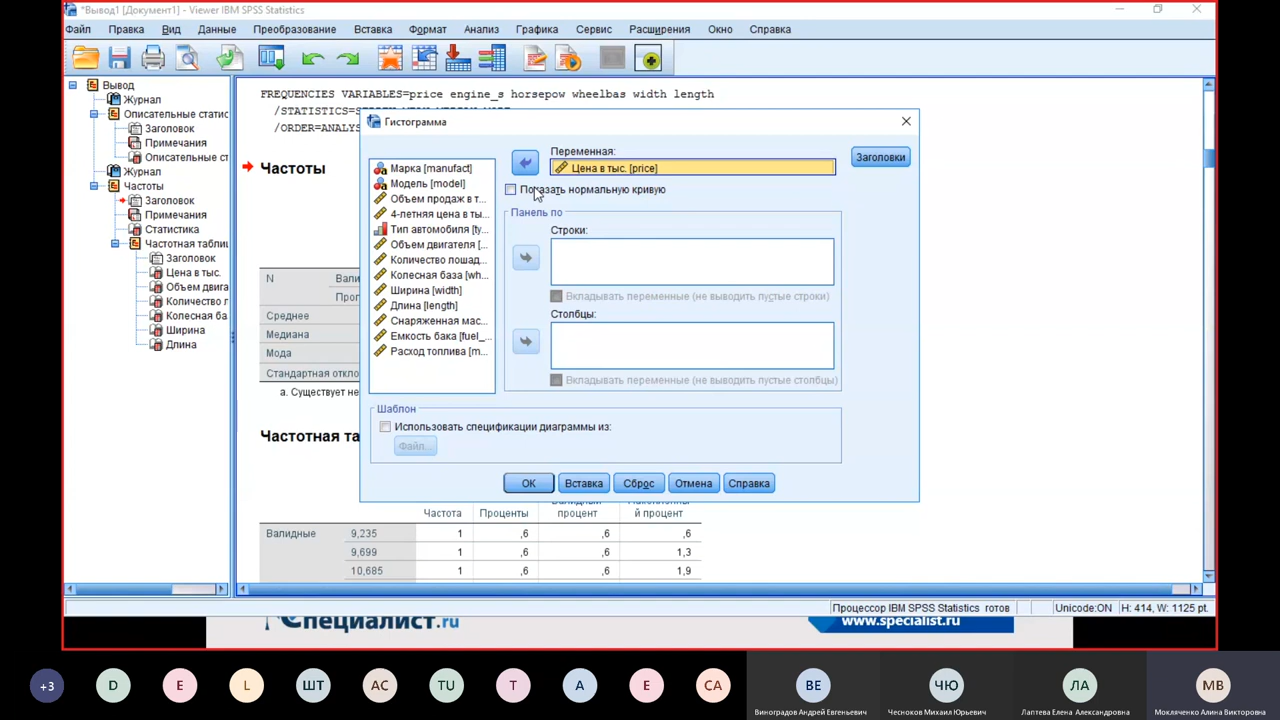 *Вывод1 [Документ1] - Viewer IBM SPSS Statistics
Файл Правка Вид Данные Преобразование Вставка Формат Анализ Графика Сервис Расширения Окно Справка
Вывод
Журнал
Описательные статис
Заголовок
Примечания
Описательные ст
Журнал
Частоты
Заголовок
Примечания
Статистика
Частотная таблиц
Заголовок
Цена в тыс.
Объем двига
Количество л
Колесная ба
Ширина
Длина
FREQUENCIES VARIABLES=price engine_s horsepow wheelbas width length
/ORDER=ANALYS
Частоты
N Вали
Проп
Среднее
Медиана
Мода
Стандартная откло
a. Существует не
Частотная та
Гистограмма
Марка [manufact]
Модель [model]
Объем продаж в т...
4-летняя цена в ты...
Тип автомобиля [ty...
Объем двигателя [...
Количество лошад...
Колесная база [wh...
Ширина [width]
Длина [length]
Снаряженная мас...
Емкость бака [fuel_...
Расход топлива [m...
Переменная:
Цена в тыс. [price]
Заголовки
Показать нормальную кривую
Панель по
Строки:
Вкладывать переменные (не выводить пустые строки)
Столбцы:
Вкладывать переменные (не выводить пустые столбцы)
Шаблон
Использовать спецификации диаграммы из:
Файл...
ОК Вставка Сброс Отмена Справка
Частота Проценты процент й процент
Валидные 9,235 1 ,6 ,6 ,6
9,699 1 ,6 ,6 1,3
10,685 1 ,6 ,6 1,9
Процессор IBM SPSS Statistics готов Unicode:ON H: 414, W: 1125 pt.
Специалист.ru www.specialist.ru
+3 D E L ШТ AC TU T A E CA ВЕ ЧЮ ЛА МВ
Виноградов Андрей Евгеньевич Чесноков Михаил Юрьевич Лаптева Елена Александровна Мокляченко Алина Викторовна